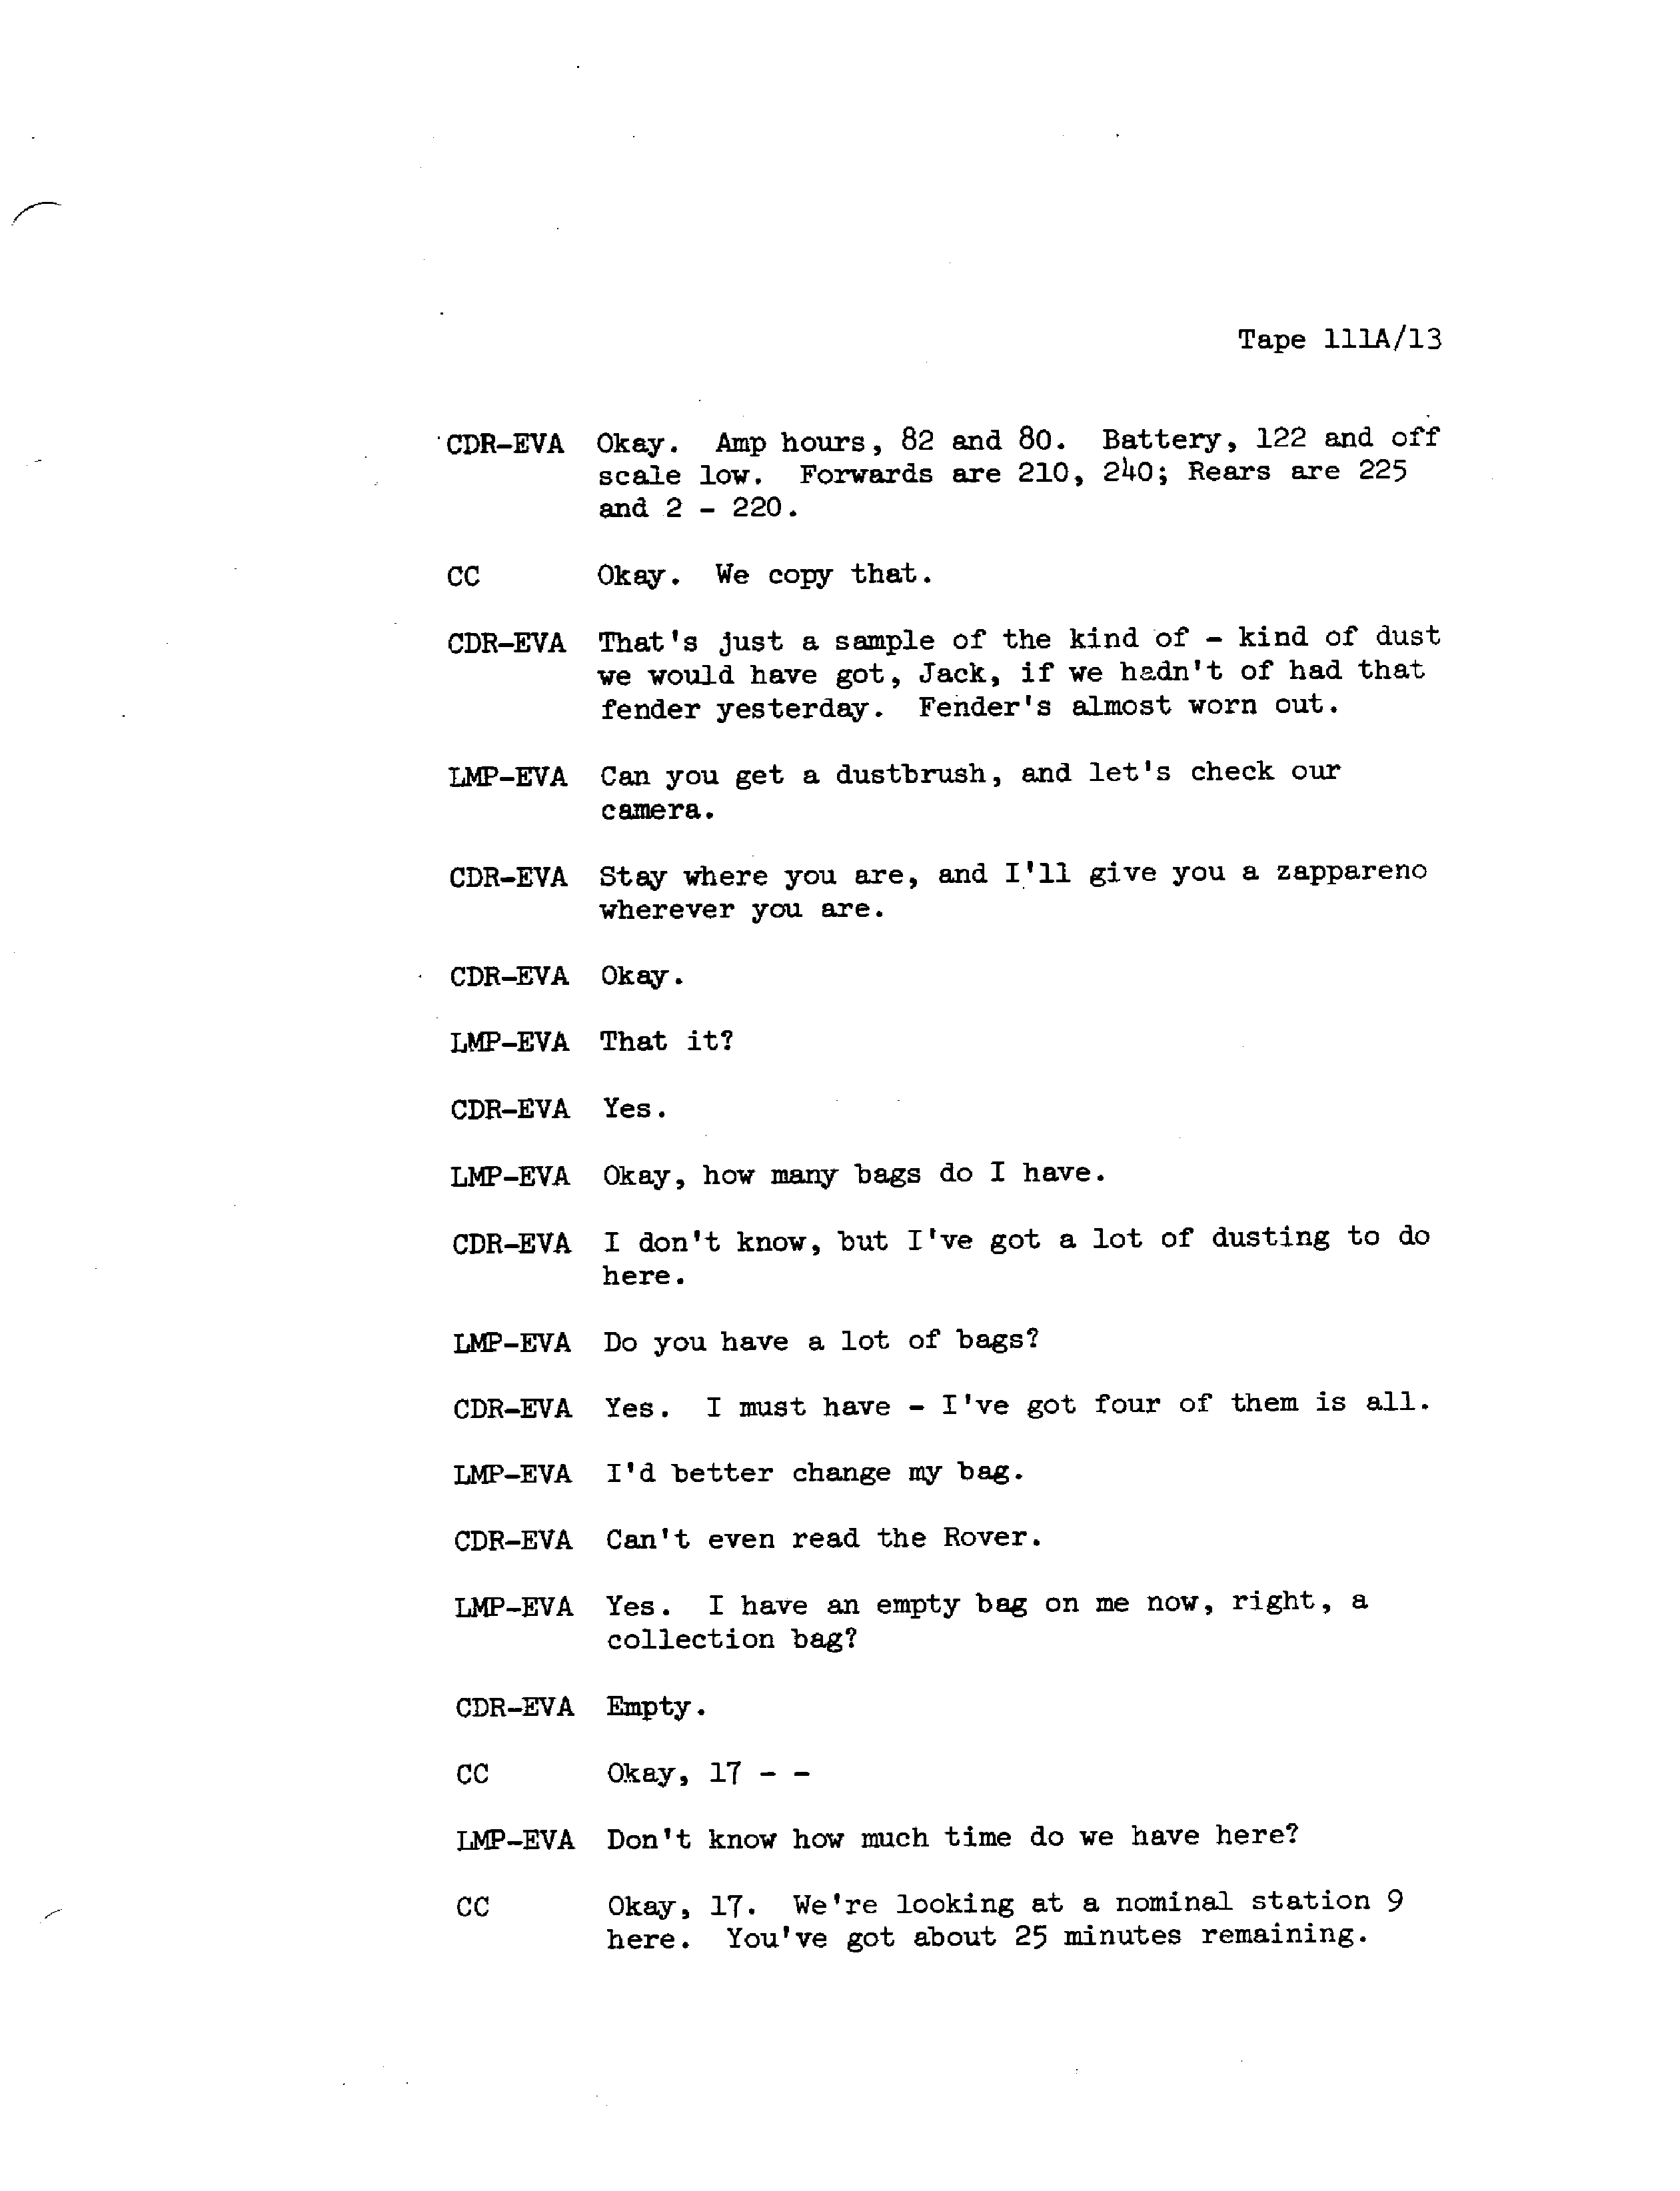 Tape 111A/13
CDR-EVA Okay. Amp hours, 82 and 80. Battery, 122 and off
scale low. Forwards are 210, 240; Rears are 225
and 2 - 220.
CC Okay. We copy that.
CDR-EVA That's just a sample of the kind of - kind of dust
we would have got, Jack, if we hadn't of had that
fender yesterday. Fender's almost worn out.
LMP-EVA Can you get a dustbrush, and let's check our
camera.
CDR-EVA Stay where you are, and I'll give you a zappareno
wherever you are.
CDR-EVA Okay.
LMP-EVA That it?
CDR-EVA Yes.
LMP-EVA Okay, how many bags do I have.
CDR-EVA I don't know, but I've got a lot of dusting to do
here.
LMP-EVA Do you have a lot of bags?
CDR-EVA Yes. I must have - I've got four of them is all.
LMP-EVA I'd better change my bag.
CDR-EVA Can't even read the Rover.
LMP-EVA Yes. I have an empty bag on me now, right, a
collection bag?
CDR-EVA Empty.
CC Okay, 17 - -
LMP-EVA Don't know how much time do we have here?
CC Okay, 17. We're looking at a nominal station 9
here. You've got about 25 minutes remaining.